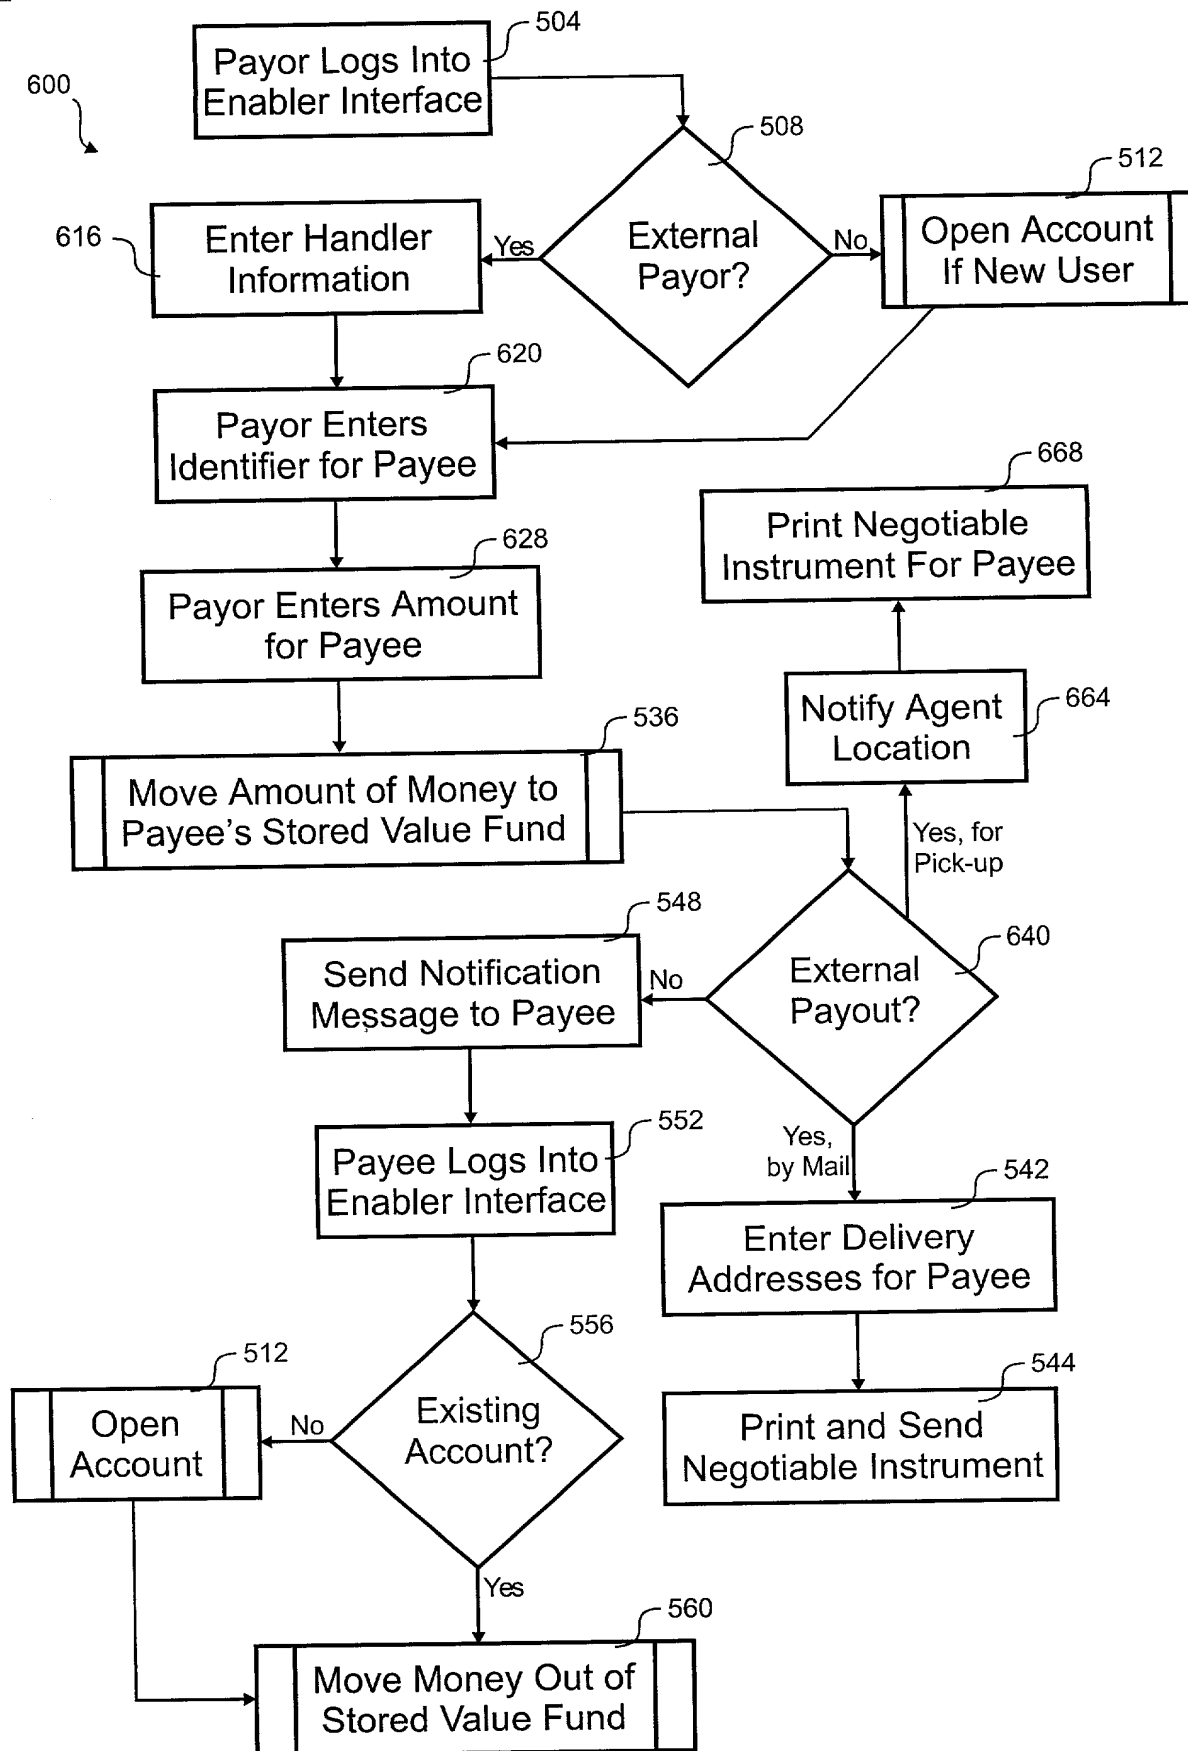 504
Payor Logs Into
Enabler Interface
600
508
512
External
Payor?
Yes
No
Open Account
If New User
616
Enter Handler
Information
620
Payor Enters
Identifier for Payee
668
Print Negotiable
Instrument For Payee
628
Payor Enters Amount
for Payee
Notify Agent
Location
664
536
Move Amount of Money to
Payee's Stored Value Fund
Yes, for
Pick-up
548
Send Notification
Message to Payee
No
640
External
Payout?
552
Payee Logs Into
Enabler Interface
Yes,
by Mail
542
Enter Delivery
Addresses for Payee
556
Existing
Account?
544
Print and Send
Negotiable Instrument
512
Open
Account
No
Yes
560
Move Money Out of
Stored Value Fund